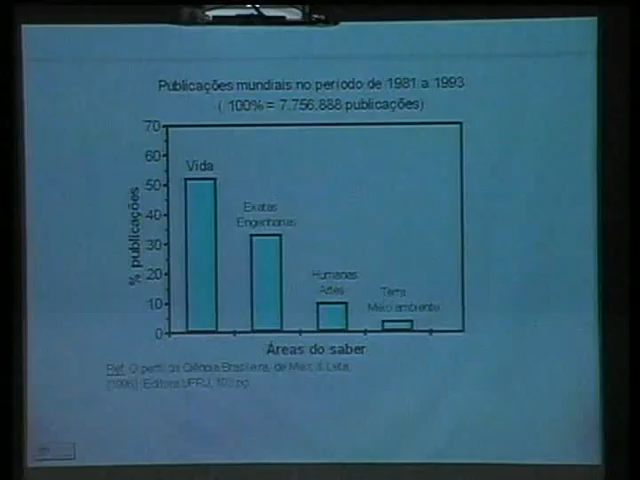 Publicações mundiais no período de 1981 a 1993
( 100% = 7.756.888 publicações)
70
60
50
40
30
20
10
0
% publicações
Vida
Exatas
Engenharias
Humanas
Artes
Terra
Meio ambiente
Áreas do saber
Ref. O perfil da Ciência Brasileira, de Meis & Leta,
(1996) Editora UFRJ, 103 pg